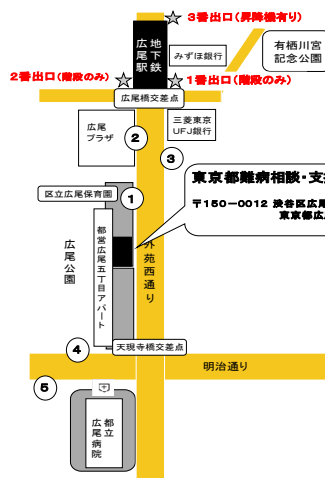 3番出口(昇降機有り)
地下鉄
広尾駅
みずほ銀行
有栖川宮
記念公園
2番出口(階段のみ)
1番出口(階段のみ)
広尾橋交差点
広尾
プラザ
②
三菱東京
UFJ銀行
③
区立広尾保育園
①
東京都難病相談・支
〒150-0012 渋谷区広尾
東京都広
広尾公園
都営広尾五丁目アパート
外苑西通り
天現寺橋交差点
④
明治通り
⑤
都立
広尾病院